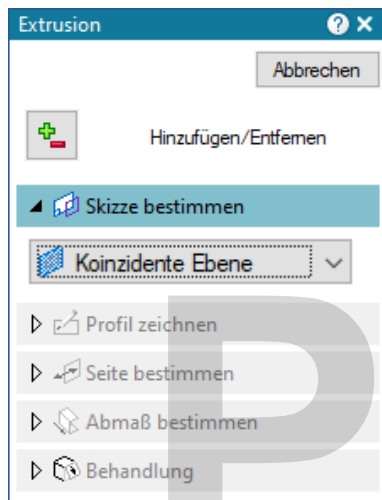 Extrusion
Abbrechen
Hinzufügen/Entfernen
Skizze bestimmen
Koinzidente Ebene
Profil zeichnen
Seite bestimmen
Abmaß bestimmen
Behandlung
P